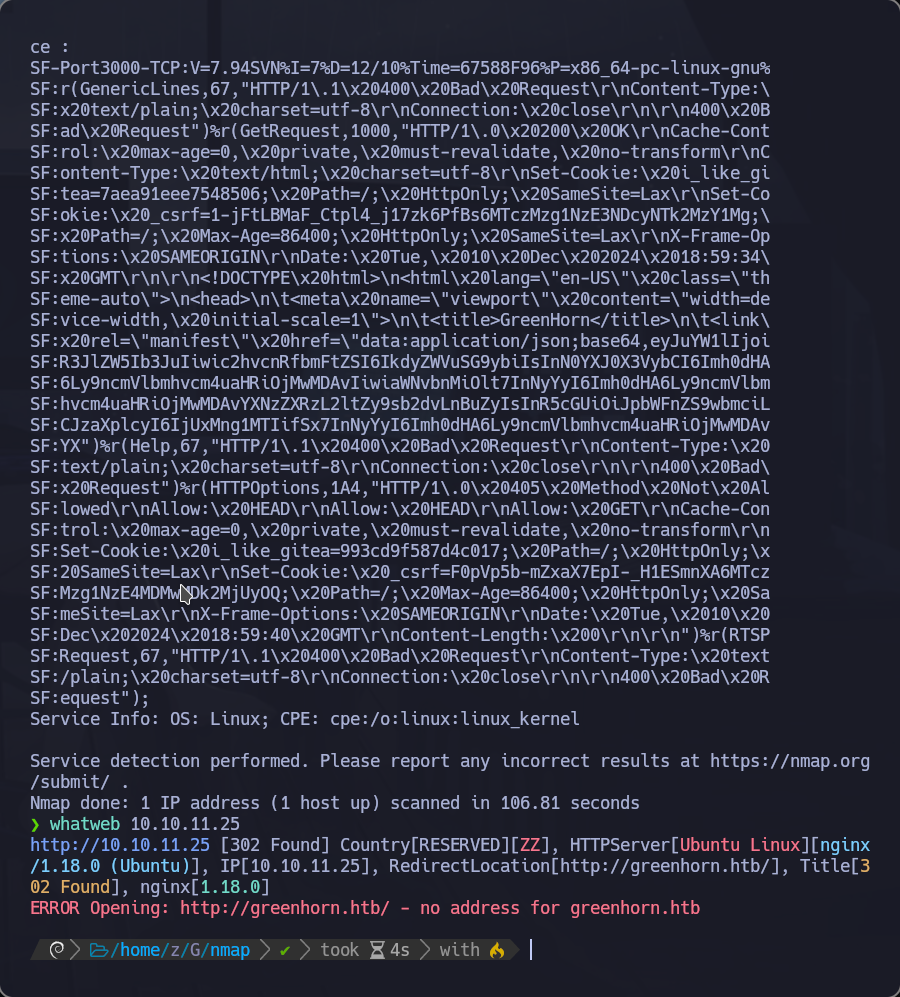 ce :
SF-Port3000-TCP:V=7.94SVN%I=7%D=12/10%Time=67588F96%P=x86_64-pc-linux-gnu%
SF:r(GenericLines,67,"HTTP/1\.1\x20400\x20Bad\x20Request\r\nContent-Type:\
SF:x20text/plain;\x20charset=utf-8\r\nConnection:\x20close\r\n\r\n400\x20B
SF:ad\x20Request")%r(GetRequest,1000,"HTTP/1\.0\x20200\x20OK\r\nCache-Cont
SF:rol:\x20max-age=0,\x20private,\x20must-revalidate,\x20no-transform\r\nC
SF:ontent-Type:\x20text/html;\x20charset=utf-8\r\nSet-Cookie:\x20i_like_gi
SF:tea=7aea91eee7548506;\x20Path=/;\x20HttpOnly;\x20SameSite=Lax\r\nSet-Co
SF:okie:\x20_csrf=1-jFtLBMaF_Ctpl4_j17zk6PfBs6MTczMzg1NzE3NDcyNTk2MzY1Mg;\
SF:x20Path=/;\x20Max-Age=86400;\x20HttpOnly;\x20SameSite=Lax\r\nX-Frame-Op
SF:tions:\x20SAMEORIGIN\r\nDate:\x20Tue,\x2010\x20Dec\x202024\x2018:59:34\
SF:x20GMT\r\n\r\n<!DOCTYPE\x20html>\n<html\x20lang=\"en-US\"\x20class=\"th
SF:eme-auto\">\n<head>\n\t<meta\x20name=\"viewport\"\x20content=\"width=de
SF:vice-width,\x20initial-scale=1\">\n\t<title>GreenHorn</title>\n\t<link\
SF:x20rel=\"manifest\"\x20href=\"data:application/json;base64,eyJuYW1lIjoi
SF:R3JlZW5Ib3JuIiwic2hvcnRfbmFtZSI6IkdyZWVuSG9ybiIsInN0YXJ0X3VybCI6Imh0dHA
SF:6Ly9ncmVlbmhvcm4uaHRiOjMwMDAvIiwiaWNvbnMiOlt7InNyYyI6Imh0dHA6Ly9ncmVlbm
SF:hvcm4uaHRiOjMwMDAvYXNzZXRzL2ltZy9sb2dvLnBuZyIsInR5cGUiOiJpbWFnZS9wbmciL
SF:CJzaXplcyI6IjUxMng1MTIifSx7InNyYyI6Imh0dHA6Ly9ncmVlbmhvcm4uaHRiOjMwMDAv
SF:YX")%r(Help,67,"HTTP/1\.1\x20400\x20Bad\x20Request\r\nContent-Type:\x20
SF:text/plain;\x20charset=utf-8\r\nConnection:\x20close\r\n\r\n400\x20Bad\
SF:x20Request")%r(HTTPOptions,1A4,"HTTP/1\.0\x20405\x20Method\x20Not\x20Al
SF:lowed\r\nAllow:\x20HEAD\r\nAllow:\x20HEAD\r\nAllow:\x20GET\r\nCache-Con
SF:trol:\x20max-age=0,\x20private,\x20must-revalidate,\x20no-transform\r\n
SF:Set-Cookie:\x20i_like_gitea=993cd9f587d4c017;\x20Path=/;\x20HttpOnly;\x
SF:20SameSite=Lax\r\nSet-Cookie:\x20_csrf=F0pVp5b-mZxaX7EpI-_H1ESmnXA6MTcz
SF:Mzg1NzE4MDMwNDk2MjUyOQ;\x20Path=/;\x20Max-Age=86400;\x20HttpOnly;\x20Sa
SF:meSite=Lax\r\nX-Frame-Options:\x20SAMEORIGIN\r\nDate:\x20Tue,\x2010\x20
SF:Dec\x202024\x2018:59:40\x20GMT\r\nContent-Length:\x200\r\n\r\n")%r(RTSP
SF:Request,67,"HTTP/1\.1\x20400\x20Bad\x20Request\r\nContent-Type:\x20text
SF:/plain;\x20charset=utf-8\r\nConnection:\x20close\r\n\r\n400\x20Bad\x20R
SF:equest");
Service Info: OS: Linux; CPE: cpe:/o:linux:linux_kernel
Service detection performed. Please report any incorrect results at https://nmap.org
/submit/ .
Nmap done: 1 IP address (1 host up) scanned in 106.81 seconds
❯ whatweb 10.10.11.25
http://10.10.11.25 [302 Found] Country[RESERVED][ZZ], HTTPServer[Ubuntu Linux][nginx
/1.18.0 (Ubuntu)], IP[10.10.11.25], RedirectLocation[http://greenhorn.htb/], Title[3
02 Found], nginx[1.18.0]
ERROR Opening: http://greenhorn.htb/ - no address for greenhorn.htb
/home/z/G/nmap ✔ took 4s with